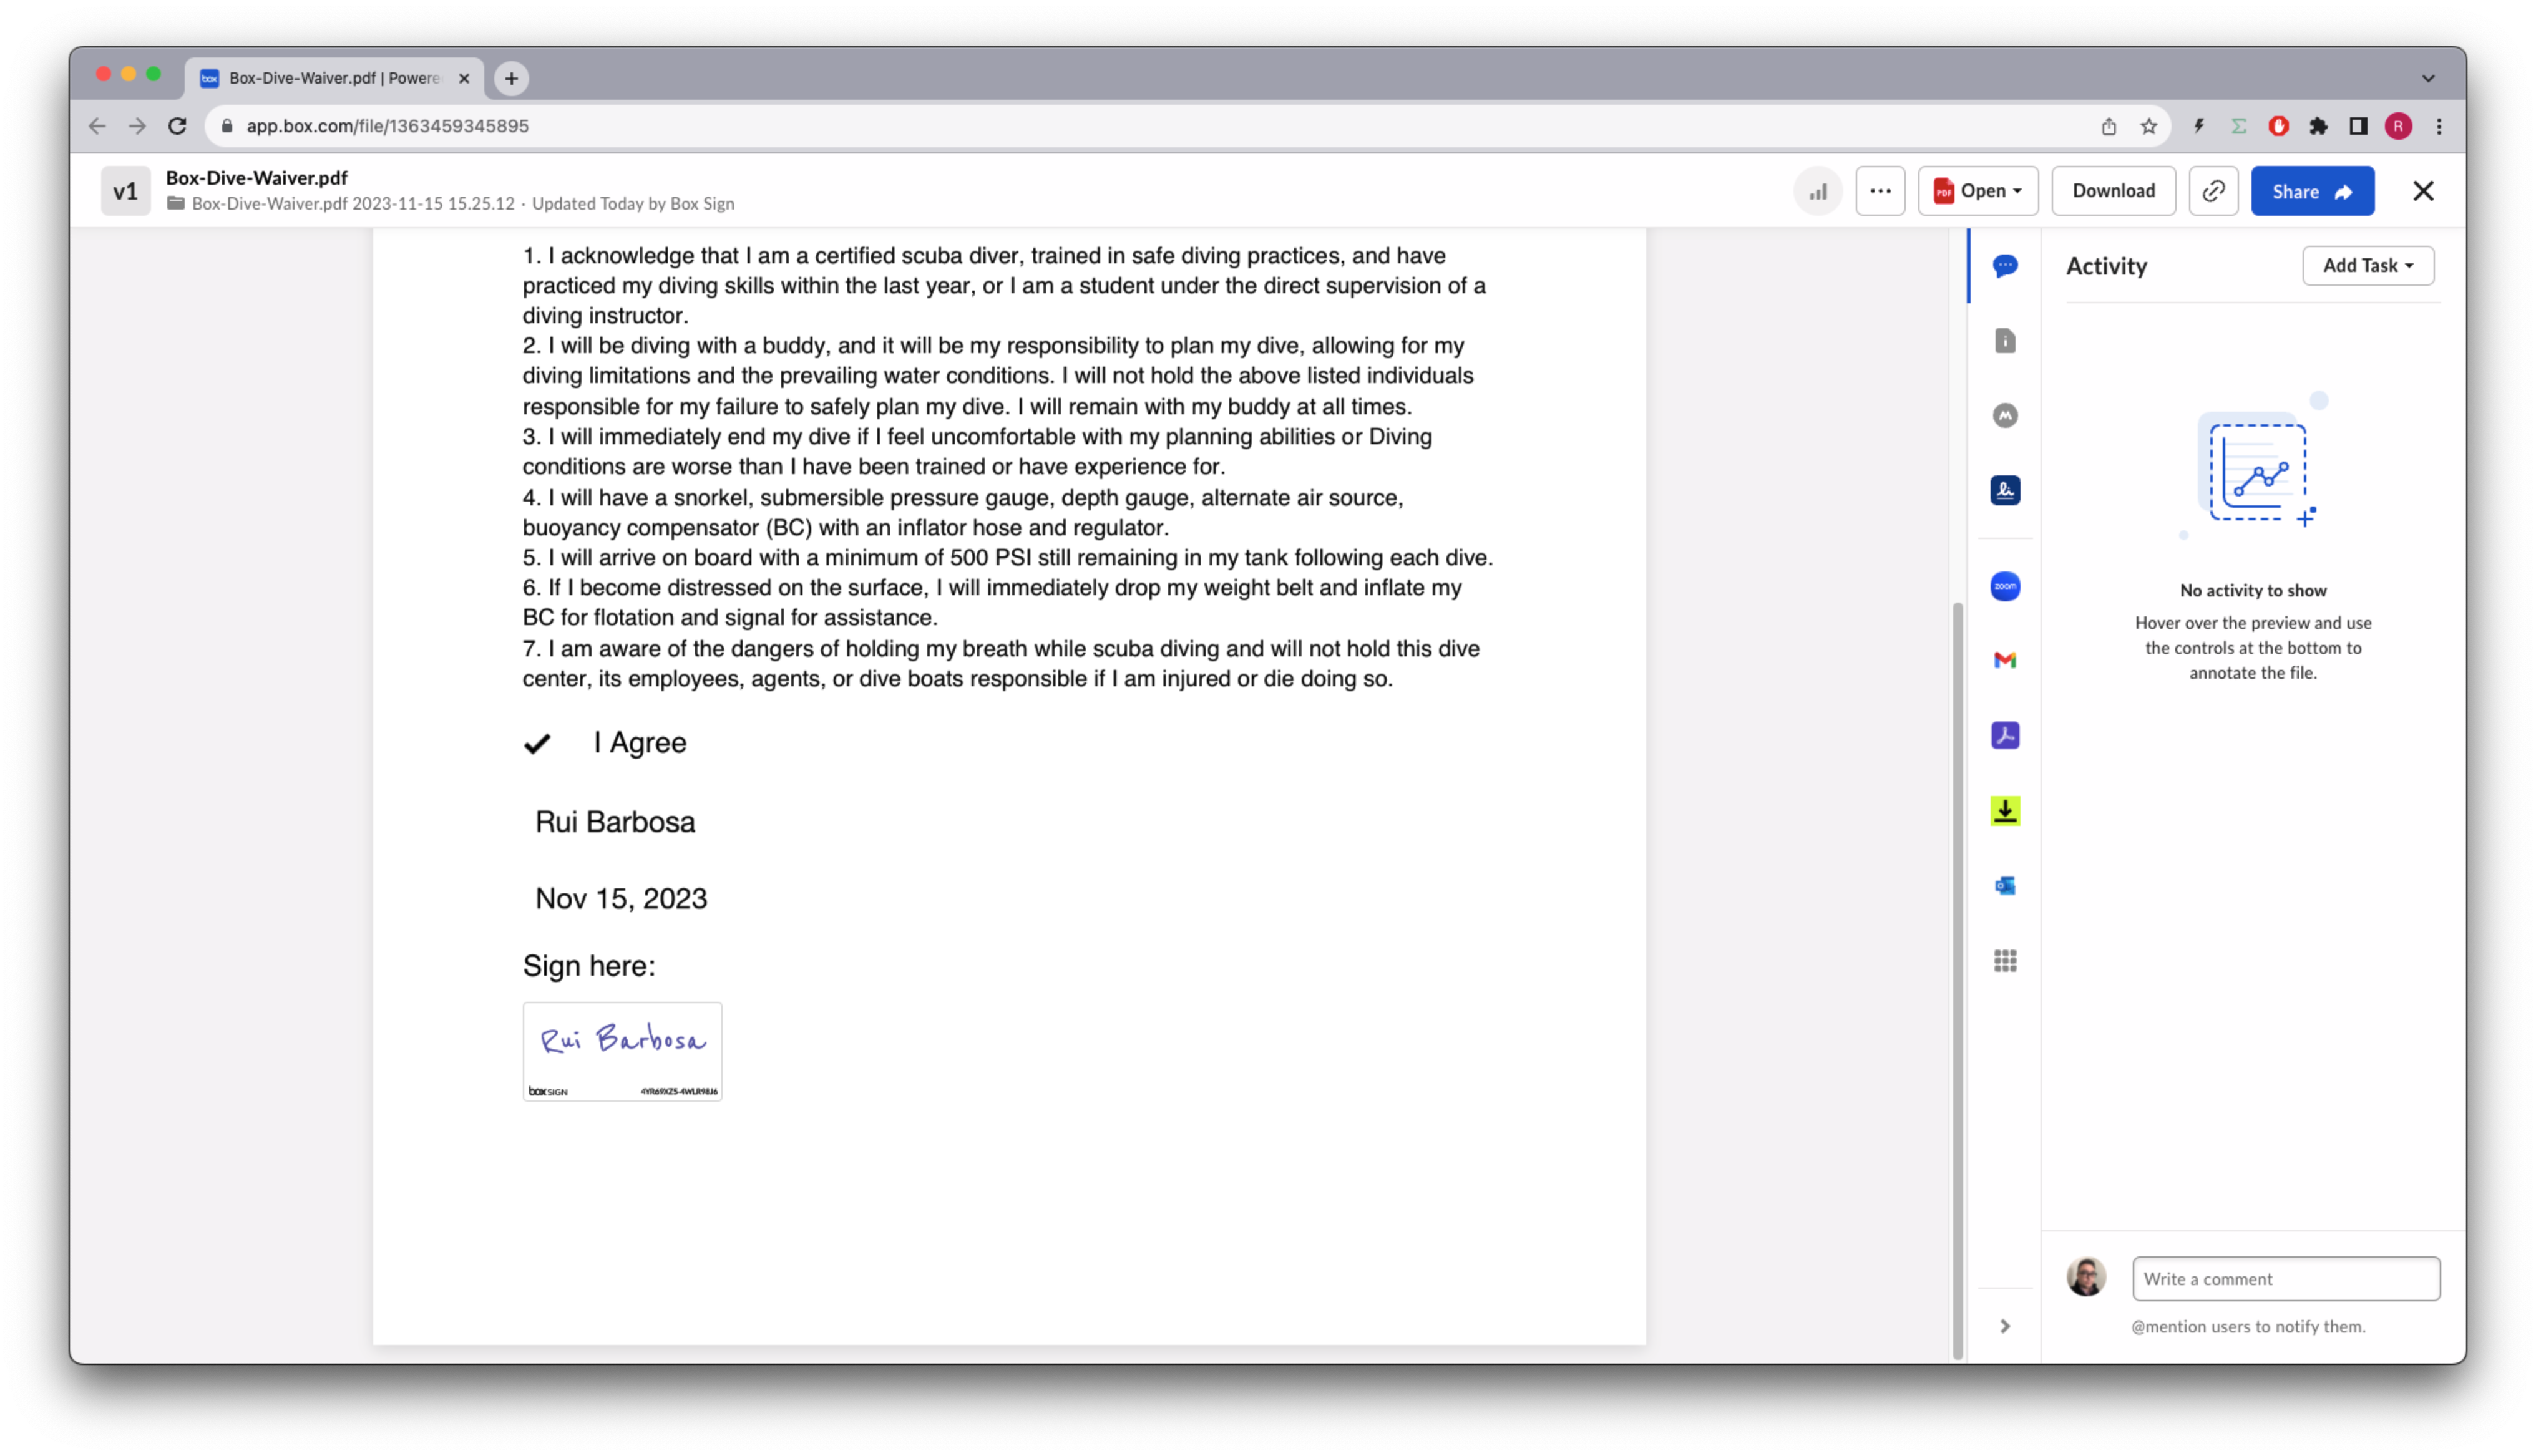 box Box-Dive-Waiver.pdf | Powere
app.box.com/file/1363459345895
R
v1
Box-Dive-Waiver.pdf
Box-Dive-Waiver.pdf 2023-11-15 15.25.12 · Updated Today by Box Sign
PDF Open
Download
Share
1. I acknowledge that I am a certified scuba diver, trained in safe diving practices, and have
practiced my diving skills within the last year, or I am a student under the direct supervision of a
diving instructor.
2. I will be diving with a buddy, and it will be my responsibility to plan my dive, allowing for my
diving limitations and the prevailing water conditions. I will not hold the above listed individuals
responsible for my failure to safely plan my dive. I will remain with my buddy at all times.
3. I will immediately end my dive if I feel uncomfortable with my planning abilities or Diving
conditions are worse than I have been trained or have experience for.
4. I will have a snorkel, submersible pressure gauge, depth gauge, alternate air source,
buoyancy compensator (BC) with an inflator hose and regulator.
5. I will arrive on board with a minimum of 500 PSI still remaining in my tank following each dive.
6. If I become distressed on the surface, I will immediately drop my weight belt and inflate my
BC for flotation and signal for assistance.
7. I am aware of the dangers of holding my breath while scuba diving and will not hold this dive
center, its employees, agents, or dive boats responsible if I am injured or die doing so.
I Agree
Rui Barbosa
Nov 15, 2023
Sign here:
Rui Barbosa
box SIGN
4YR69XZ5-4WLR98J6
zoom
Activity
Add Task
No activity to show
Hover over the preview and use
the controls at the bottom to
annotate the file.
Write a comment
@mention users to notify them.